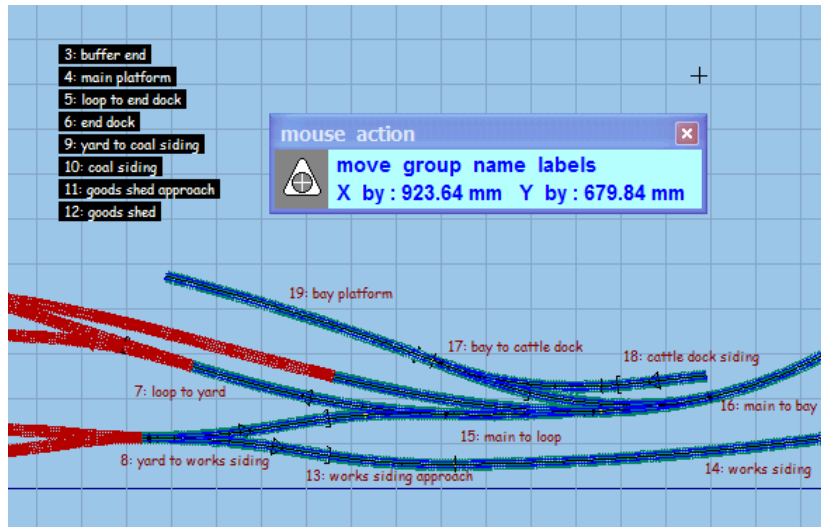 3: buffer end
4: main platform
5: loop to end dock
6: end dock
9: yard to coal siding
10: coal siding
11: goods shed approach
12: goods shed
mouse action
move group name labels
X by : 923.64 mm Y by : 679.84 mm
19: bay platform
17: bay to cattle dock
18: cattle dock siding
7: loop to yard
16: main to bay
15: main to loop
8: yard to works siding
13: works siding approach
14: works siding